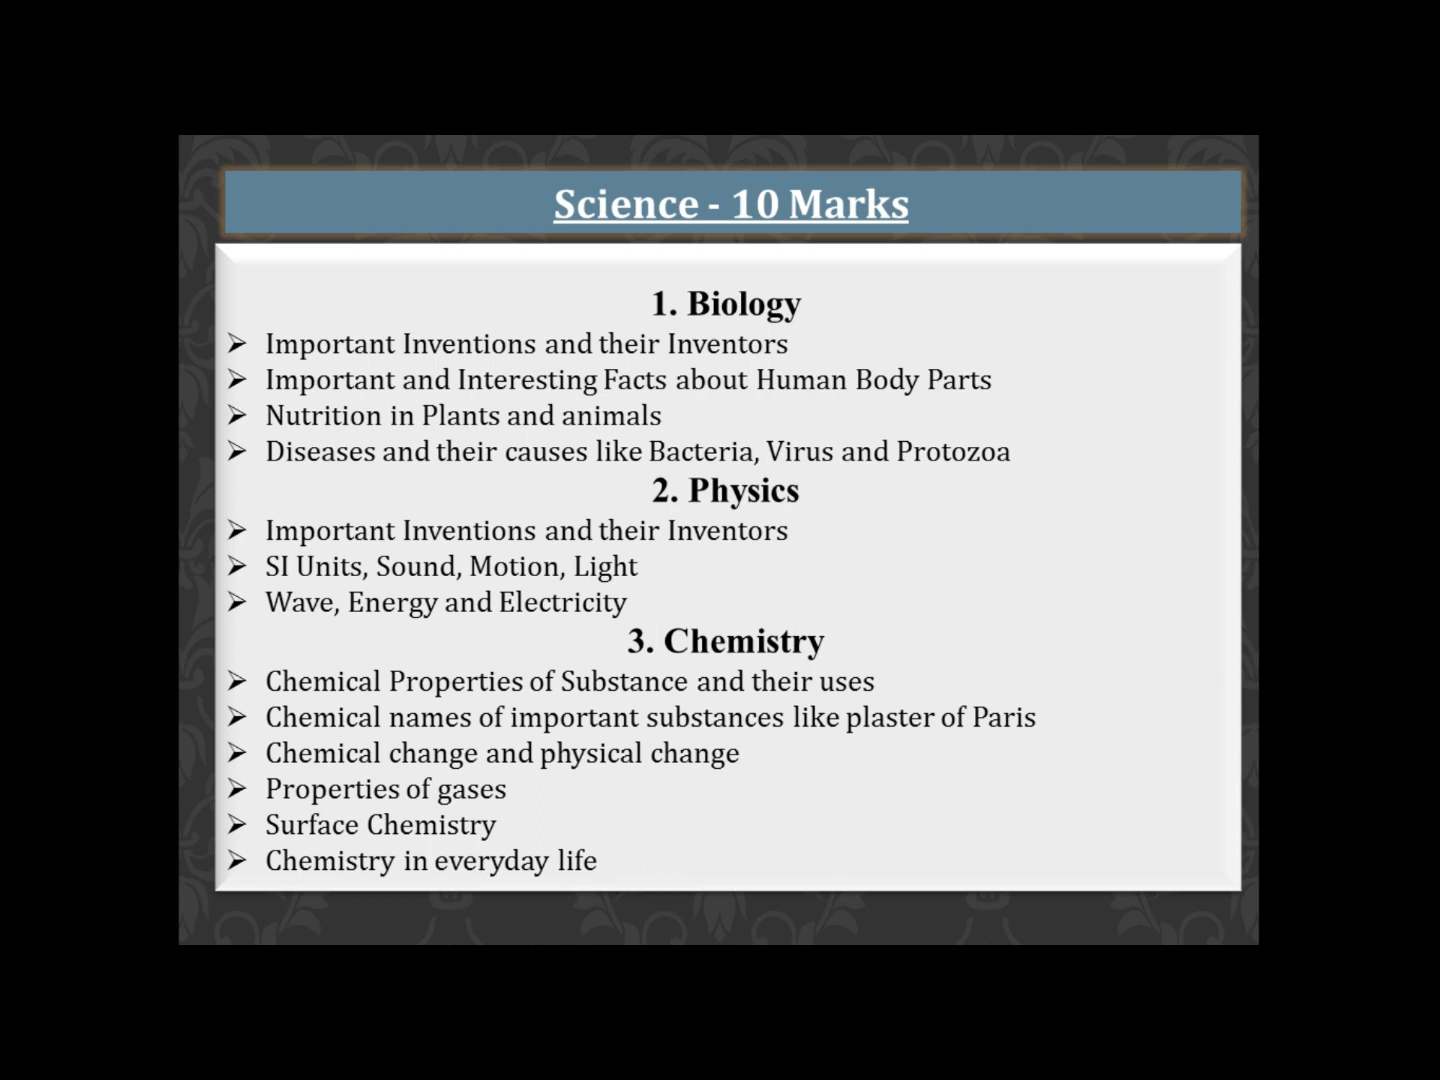 Science - 10 Marks
1. Biology
➢ Important Inventions and their Inventors
➢ Important and Interesting Facts about Human Body Parts
➢ Nutrition in Plants and animals
➢ Diseases and their causes like Bacteria, Virus and Protozoa
2. Physics
➢ Important Inventions and their Inventors
➢ SI Units, Sound, Motion, Light
➢ Wave, Energy and Electricity
3. Chemistry
➢ Chemical Properties of Substance and their uses
➢ Chemical names of important substances like plaster of Paris
➢ Chemical change and physical change
➢ Properties of gases
➢ Surface Chemistry
➢ Chemistry in everyday life